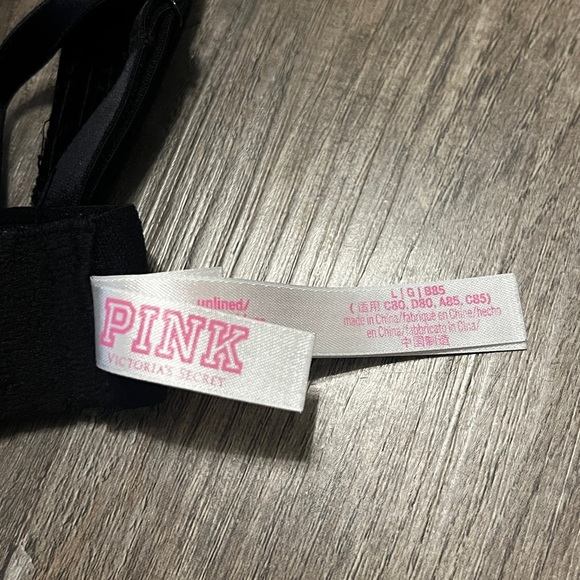 PINK
VICTORIA'S SECRET
unlined/
L | G | B85
(适用 C80, D80, A85, C85)
made in China/fabriqué en Chine/hecho
en China/fabbricato in Cina/
中国制造